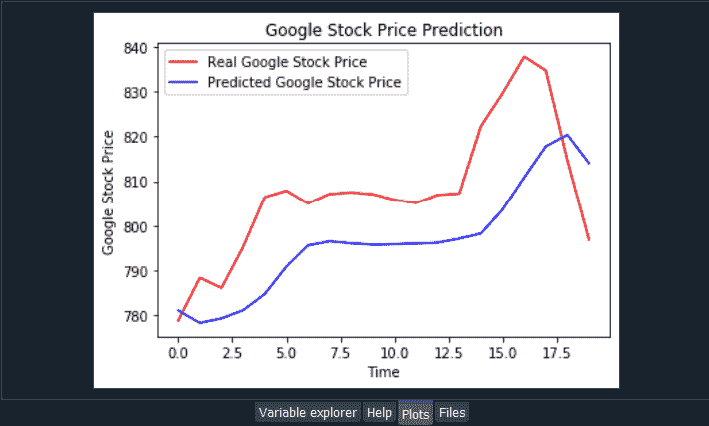 Google Stock Price Prediction
Real Google Stock Price
Predicted Google Stock Price
Google Stock Price
840
830
820
810
800
790
780
0.0 2.5 5.0 7.5 10.0 12.5 15.0 17.5
Time
Variable explorer Help Plots Files